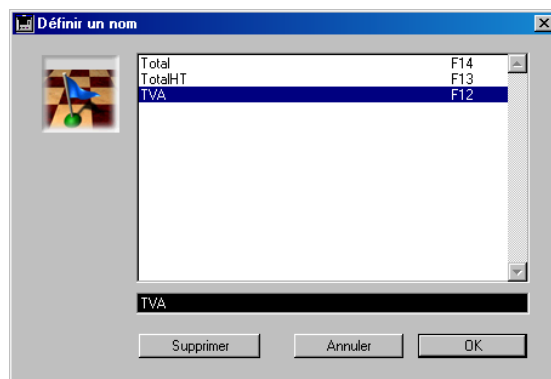 Définir un nom
Total F14
TotalHT F13
TVA F12
TVA
Supprimer Annuler OK